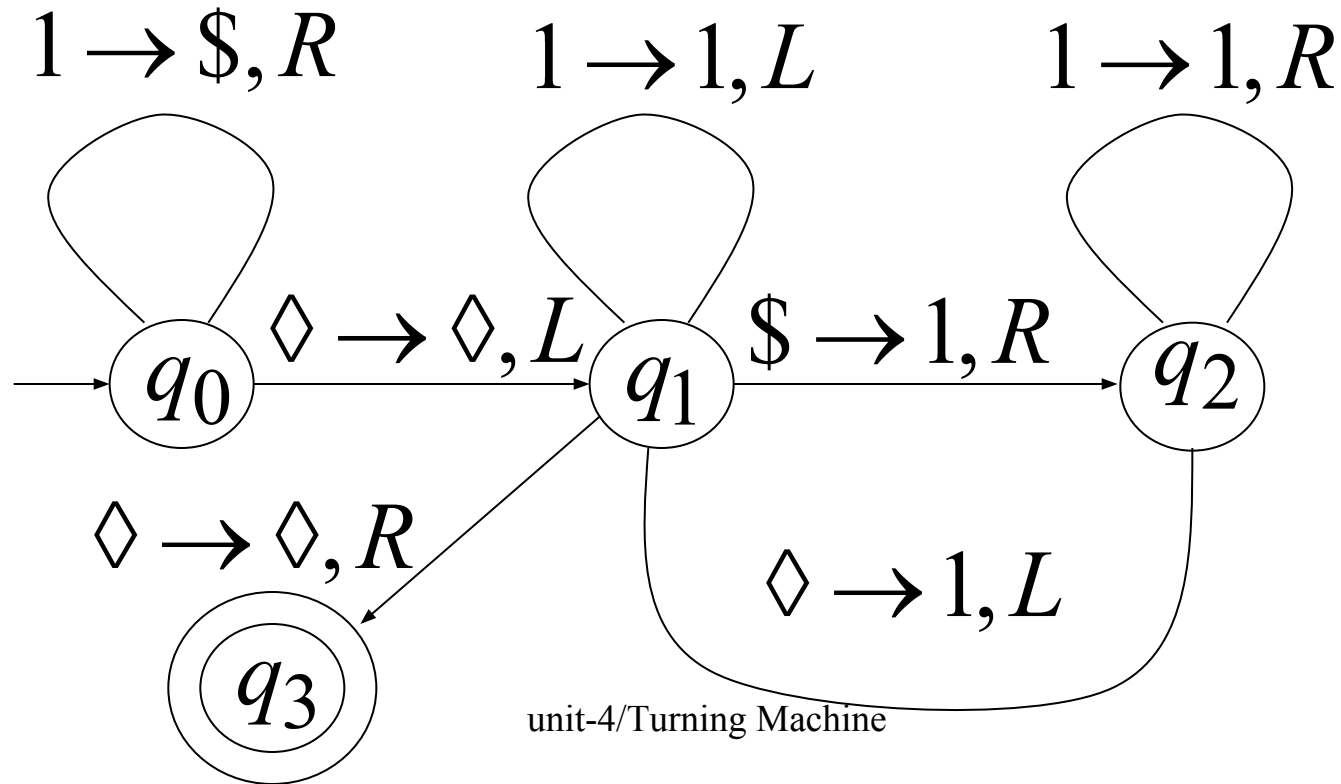 1 → $, R
1 → 1, L
1 → 1, R
◊ → ◊, L
$ → 1, R
q0
q1
q2
◊ → ◊, R
◊ → 1, L
q3
unit-4/Turning Machine